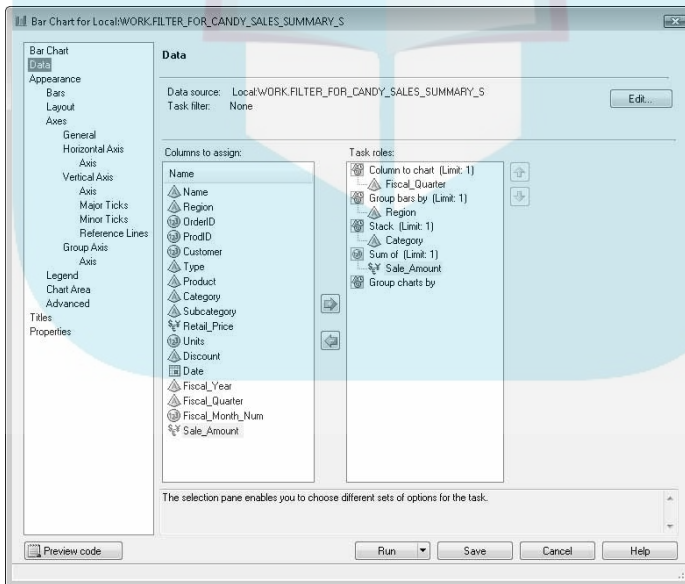 Bar Chart for Local:WORK.FILTER_FOR_CANDY_SALES_SUMMARY_S
Bar Chart
Data
Appearance
Bars
Layout
Axes
General
Horizontal Axis
Axis
Vertical Axis
Axis
Major Ticks
Minor Ticks
Reference Lines
Group Axis
Axis
Legend
Chart Area
Advanced
Titles
Properties
Data
Data source: Local:WORK.FILTER_FOR_CANDY_SALES_SUMMARY_S
Task filter: None
Edit...
Columns to assign:
Name
Name
Region
OrderID
ProdID
Customer
Type
Product
Category
Subcategory
Retail_Price
Units
Discount
Date
Fiscal_Year
Fiscal_Quarter
Fiscal_Month_Num
Sale_Amount
Task roles:
Column to chart (Limit: 1)
Fiscal_Quarter
Group bars by (Limit: 1)
Region
Stack (Limit: 1)
Category
Sum of (Limit: 1)
Sale_Amount
Group charts by
The selection pane enables you to choose different sets of options for the task.
Preview code
Run
Save
Cancel
Help